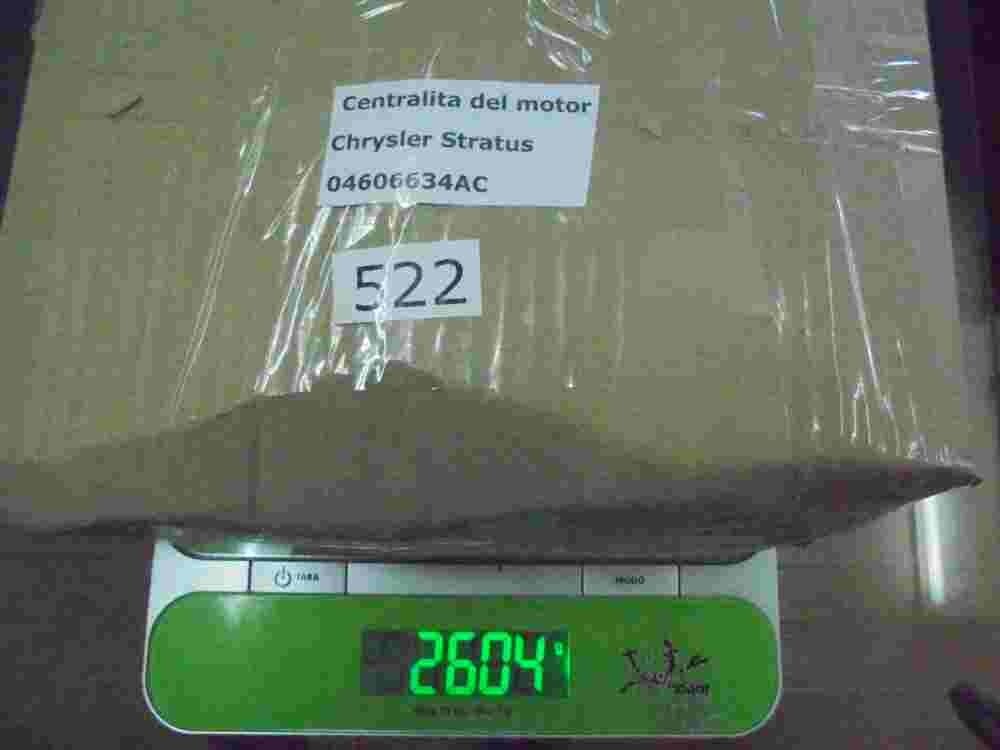 Centralita del motor
Chrysler Stratus
04606634AC
522
TARA
MODO
2604